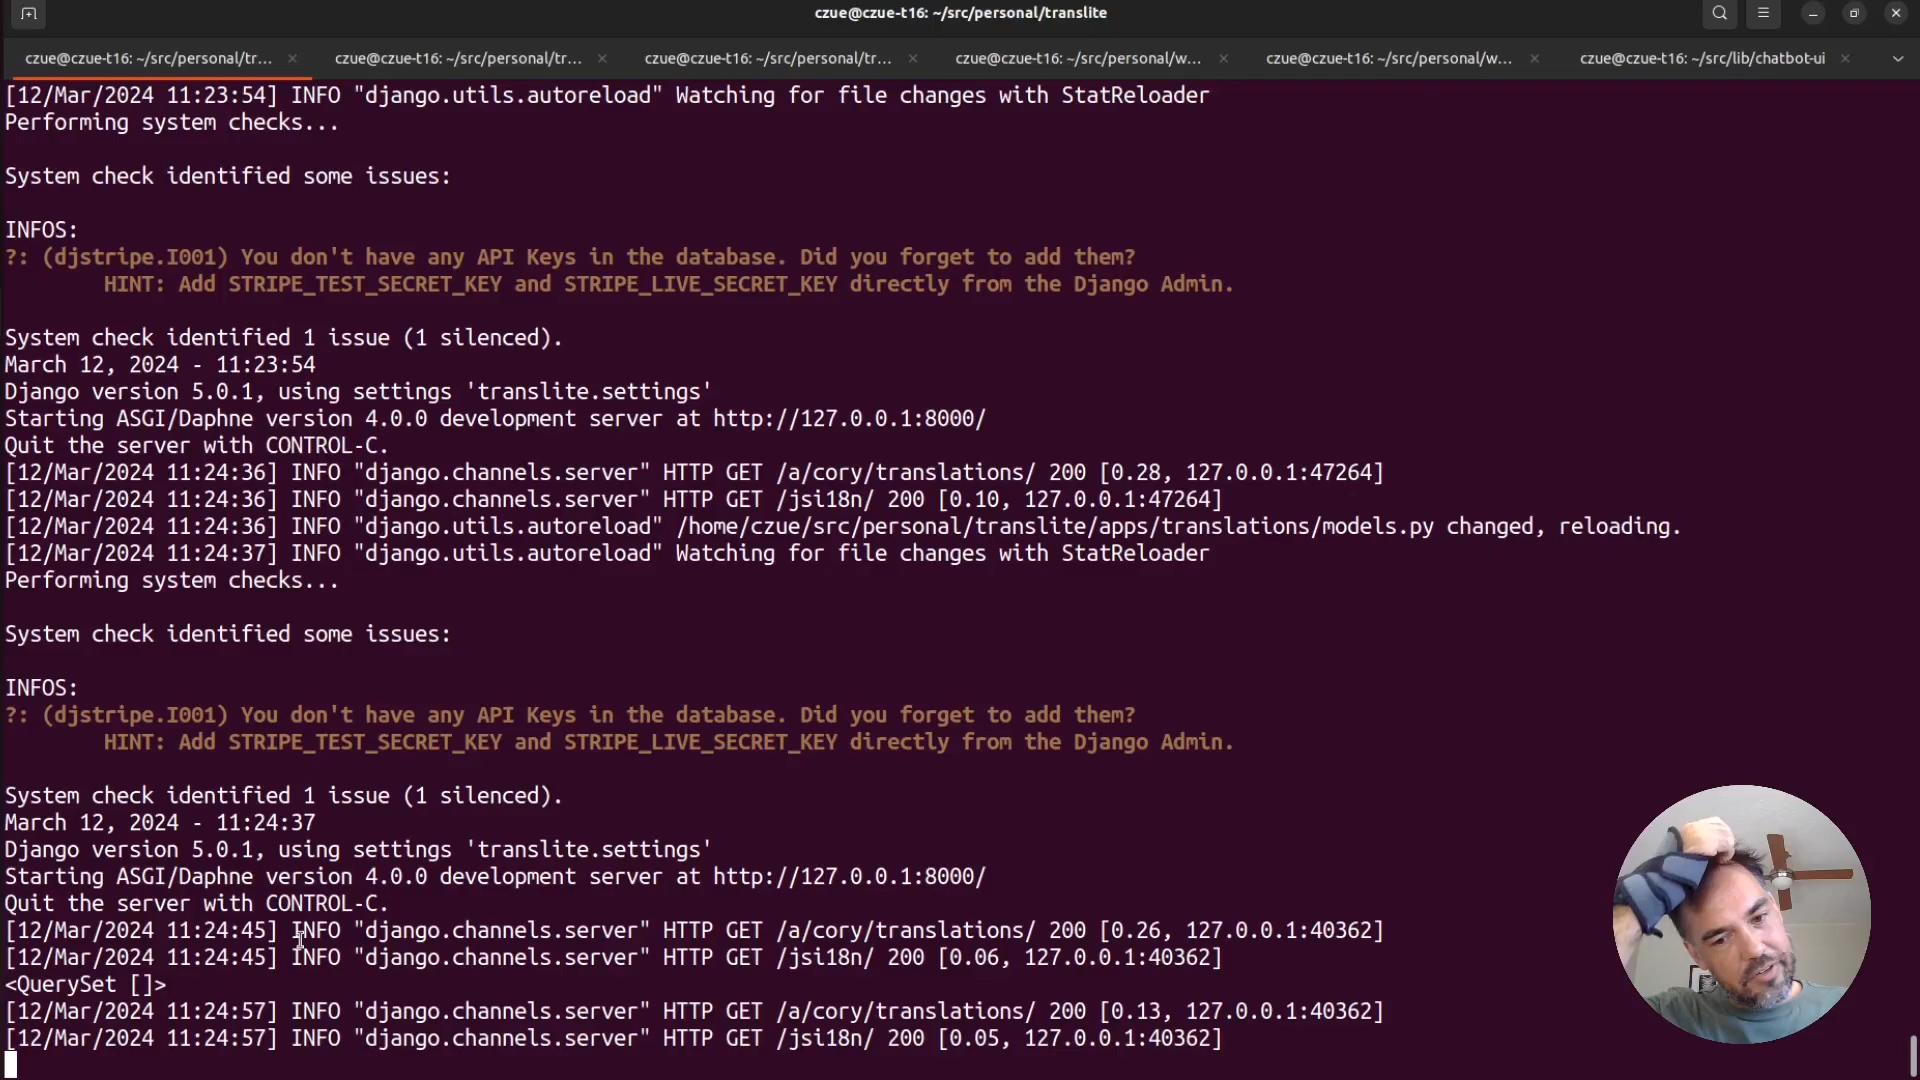 czue@czue-t16: ~/src/personal/translite
czue@czue-t16: ~/src/personal/tr... × czue@czue-t16: ~/src/personal/tr... × czue@czue-t16: ~/src/personal/tr... × czue@czue-t16: ~/src/personal/w... × czue@czue-t16: ~/src/personal/w... × czue@czue-t16: ~/src/lib/chatbot-ui ×
[12/Mar/2024 11:23:54] INFO "django.utils.autoreload" Watching for file changes with StatReloader
Performing system checks...
System check identified some issues:
INFOS:
?: (djstripe.I001) You don't have any API Keys in the database. Did you forget to add them?
HINT: Add STRIPE_TEST_SECRET_KEY and STRIPE_LIVE_SECRET_KEY directly from the Django Admin.
System check identified 1 issue (1 silenced).
March 12, 2024 - 11:23:54
Django version 5.0.1, using settings 'translite.settings'
Starting ASGI/Daphne version 4.0.0 development server at http://127.0.0.1:8000/
Quit the server with CONTROL-C.
[12/Mar/2024 11:24:36] INFO "django.channels.server" HTTP GET /a/cory/translations/ 200 [0.28, 127.0.0.1:47264]
[12/Mar/2024 11:24:36] INFO "django.channels.server" HTTP GET /jsi18n/ 200 [0.10, 127.0.0.1:47264]
[12/Mar/2024 11:24:36] INFO "django.utils.autoreload" /home/czue/src/personal/translite/apps/translations/models.py changed, reloading.
[12/Mar/2024 11:24:37] INFO "django.utils.autoreload" Watching for file changes with StatReloader
Performing system checks...
System check identified some issues:
INFOS:
?: (djstripe.I001) You don't have any API Keys in the database. Did you forget to add them?
HINT: Add STRIPE_TEST_SECRET_KEY and STRIPE_LIVE_SECRET_KEY directly from the Django Admin.
System check identified 1 issue (1 silenced).
March 12, 2024 - 11:24:37
Django version 5.0.1, using settings 'translite.settings'
Starting ASGI/Daphne version 4.0.0 development server at http://127.0.0.1:8000/
Quit the server with CONTROL-C.
[12/Mar/2024 11:24:45] INFO "django.channels.server" HTTP GET /a/cory/translations/ 200 [0.26, 127.0.0.1:40362]
[12/Mar/2024 11:24:45] INFO "django.channels.server" HTTP GET /jsi18n/ 200 [0.06, 127.0.0.1:40362]
<QuerySet []>
[12/Mar/2024 11:24:57] INFO "django.channels.server" HTTP GET /a/cory/translations/ 200 [0.13, 127.0.0.1:40362]
[12/Mar/2024 11:24:57] INFO "django.channels.server" HTTP GET /jsi18n/ 200 [0.05, 127.0.0.1:40362]